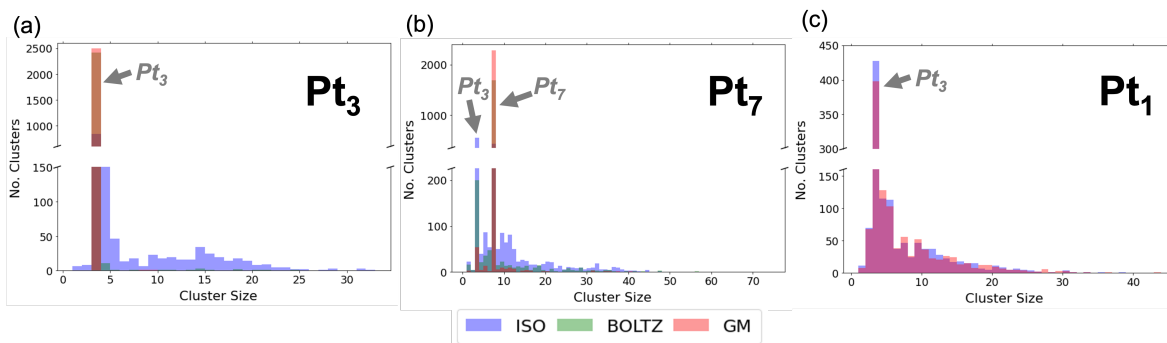 (a)
2500
2000
1500
1000
150
100
50
0
No. Clusters
Pt3
Pt3
0 10 20 30
Cluster Size
(b)
2000
1000
200
100
0
No. Clusters
Pt3
Pt7
Pt7
0 10 20 30 40 50 60 70
Cluster Size
(c)
450
400
350
300
150
100
50
0
No. Clusters
Pt3
Pt1
0 10 20 30 40
Cluster Size
ISO BOLTZ GM